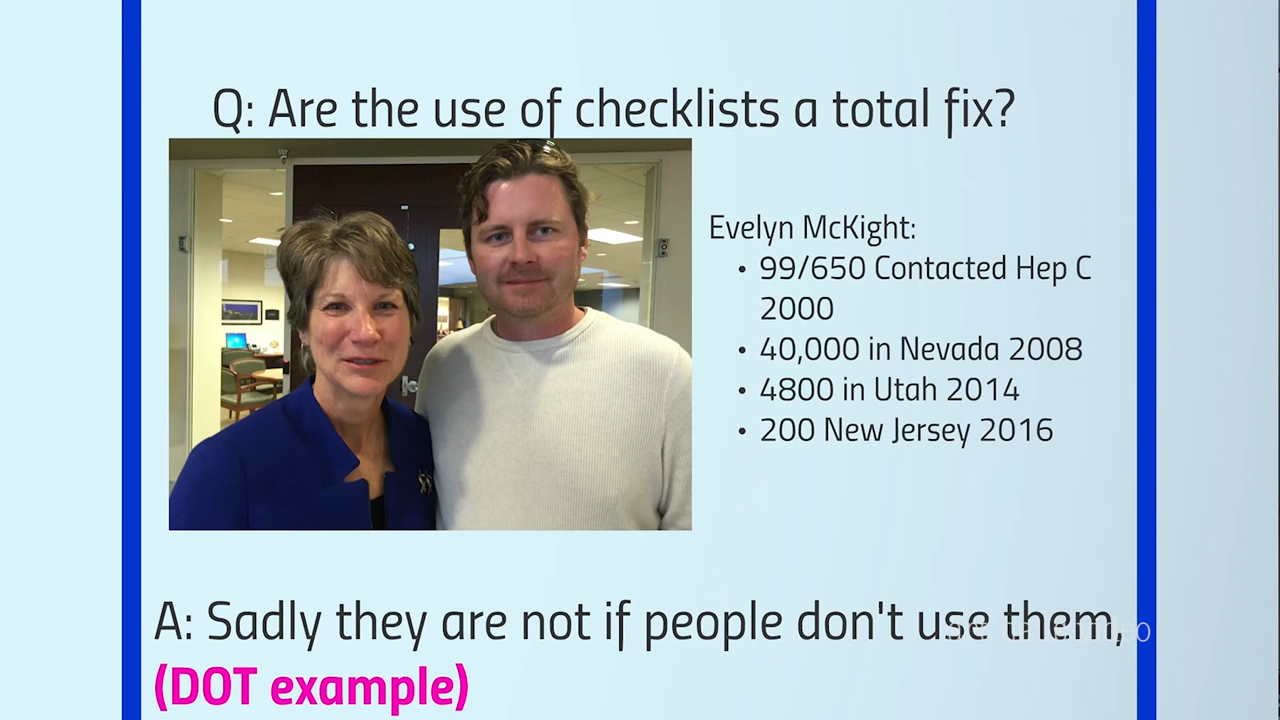 Q: Are the use of checklists a total fix?
Evelyn McKight:
• 99/650 Contacted Hep C
2000
• 40,000 in Nevada 2008
• 4800 in Utah 2014
• 200 New Jersey 2016
A: Sadly they are not if people don't use them,
(DOT example)